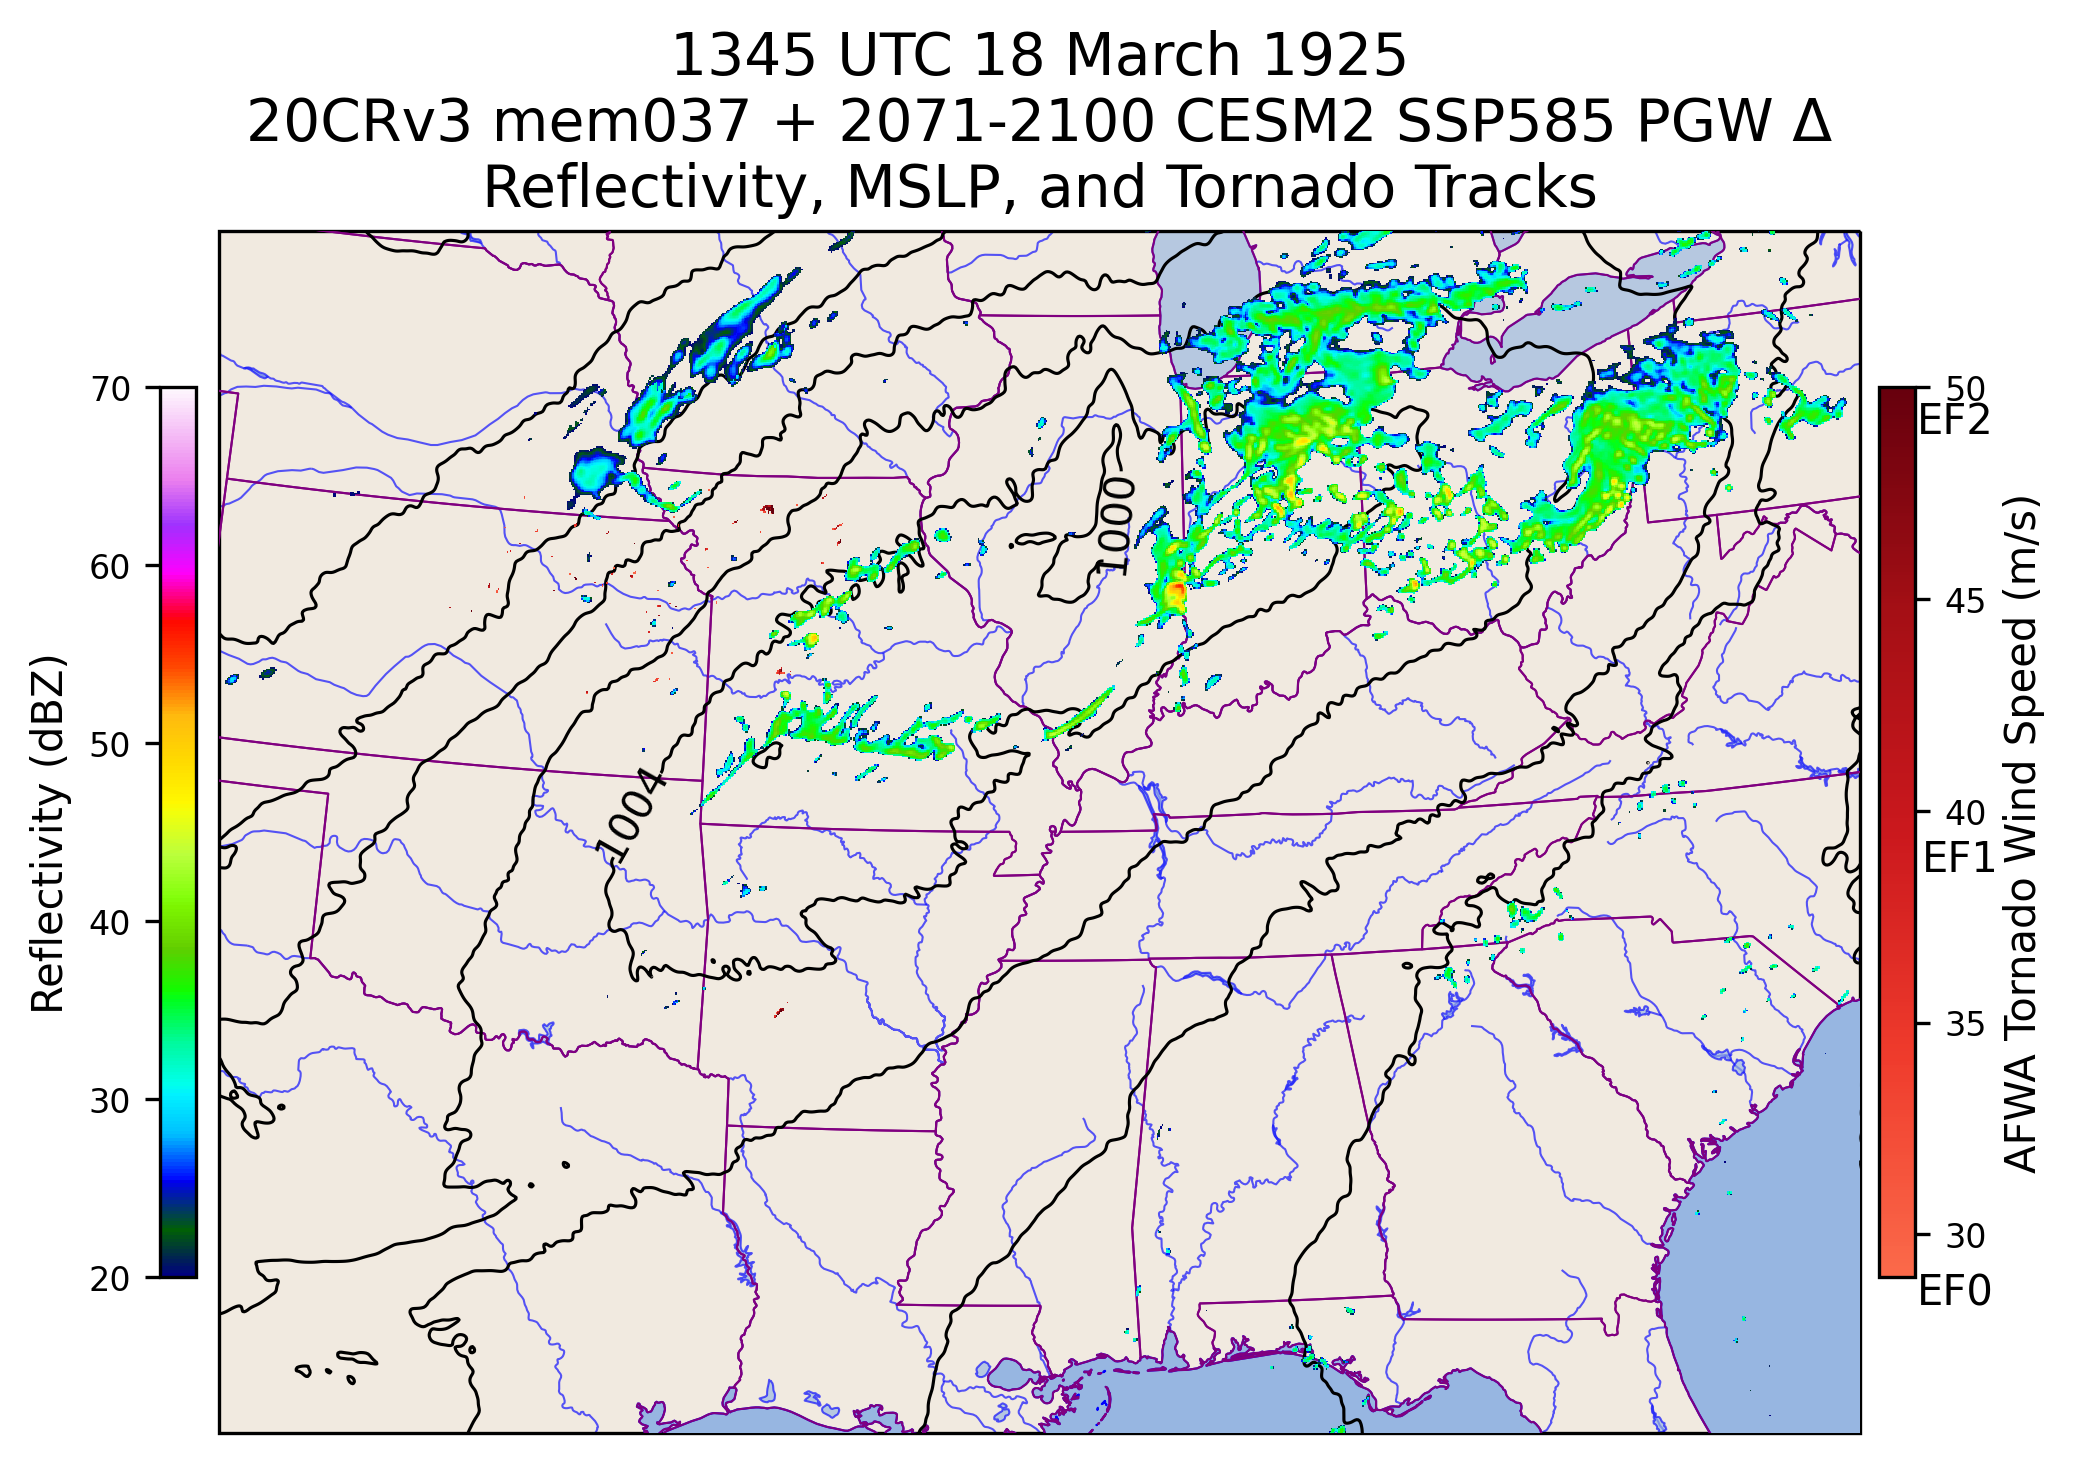 1345 UTC 18 March 1925
20CRv3 mem037 + 2071-2100 CESM2 SSP585 PGW Δ
Reflectivity, MSLP, and Tornado Tracks
Reflectivity (dBZ)
70
60
50
40
30
20
1000
1004
50
EF2
45
40
EF1
35
30
EF0
AFWA Tornado Wind Speed (m/s)